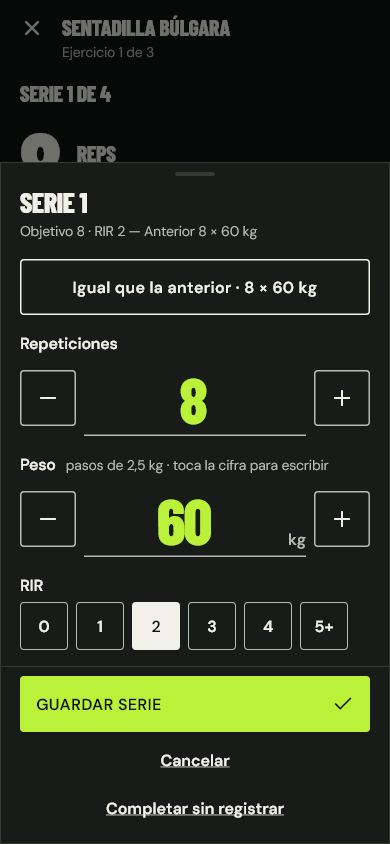 SENTADILLA BÚLGARA
Ejercicio 1 de 3
SERIE 1 DE 4
REPS
SERIE 1
Objetivo 8 · RIR 2 — Anterior 8 × 60 kg
Igual que la anterior · 8 × 60 kg
Repeticiones
8
Peso pasos de 2,5 kg · toca la cifra para escribir
60 kg
RIR
0 1 2 3 4 5+
GUARDAR SERIE
Cancelar
Completar sin registrar